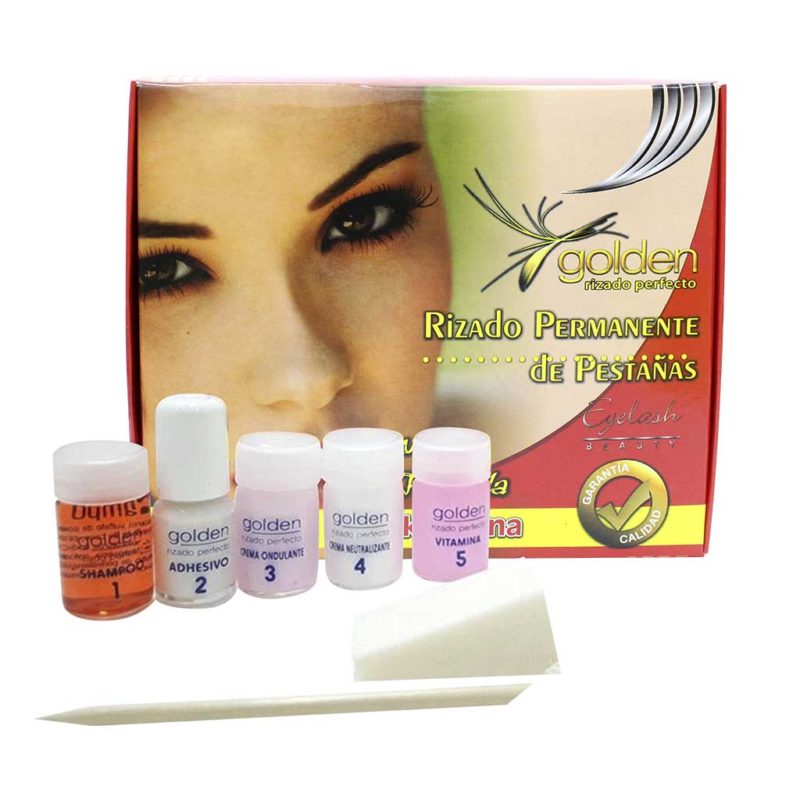 golden
rizado perfecto
RIZADO PERMANENTE
DE PESTAÑAS
Eyelash
BEAUTY
GARANTÍA
CALIDAD
golden
SHAMPOO
1
golden
rizado perfecto
ADHESIVO
2
golden
rizado perfecto
CREMA ONDULANTE
3
golden
rizado perfecto
CREMA NEUTRALIZANTE
4
golden
rizado perfecto
VITAMINA
5